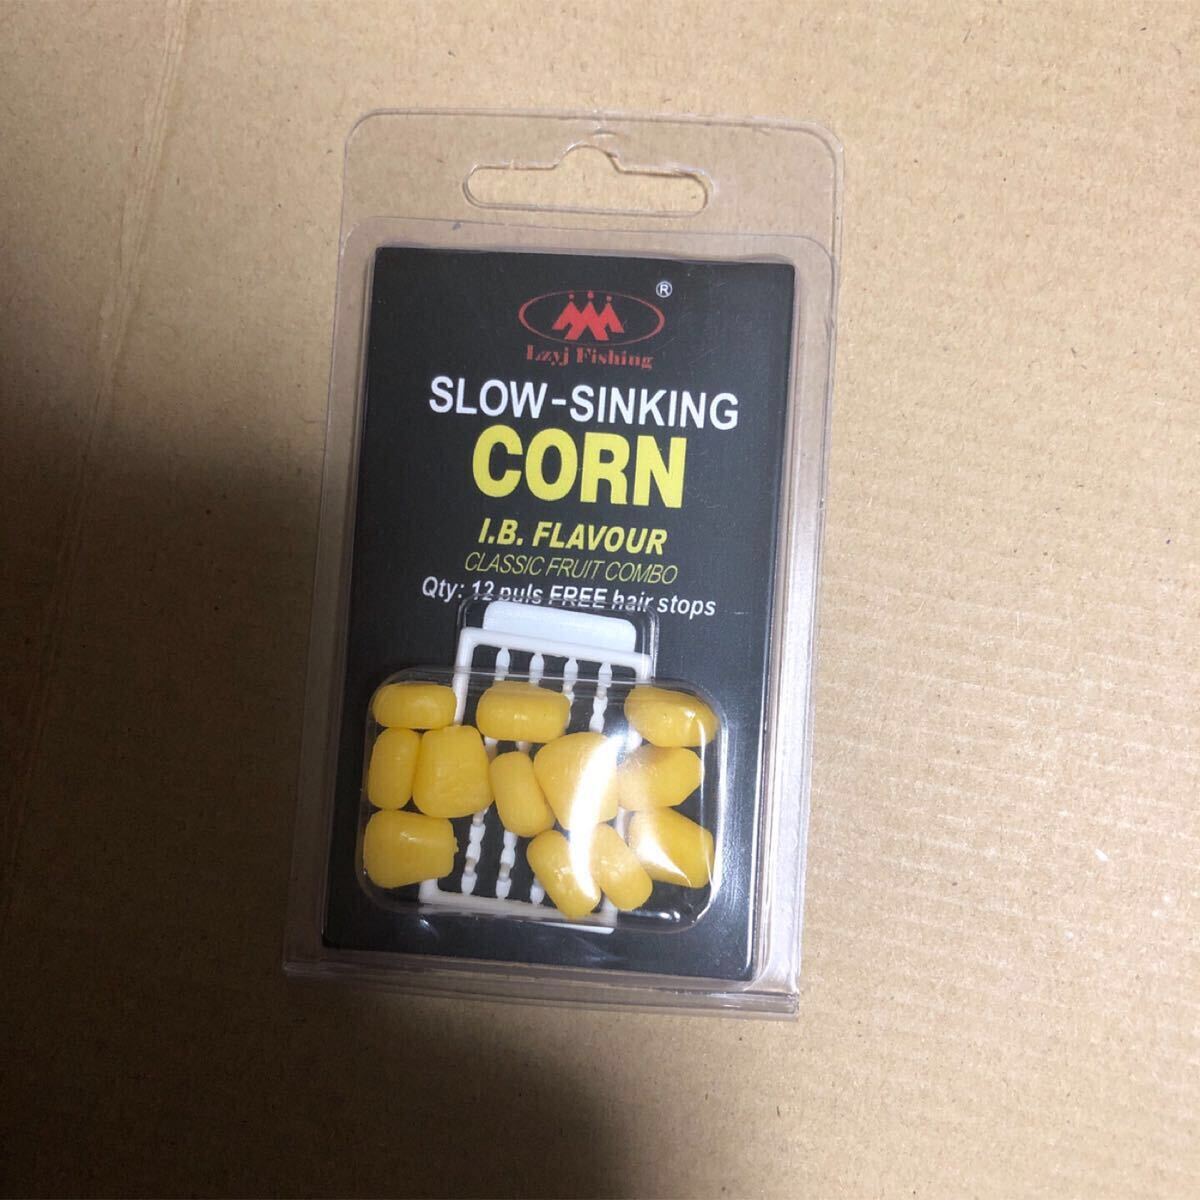 ®
Lzyj Fishing
SLOW-SINKING
CORN
I.B. FLAVOUR
CLASSIC FRUIT COMBO
Qty: 12 puls FREE hair stops